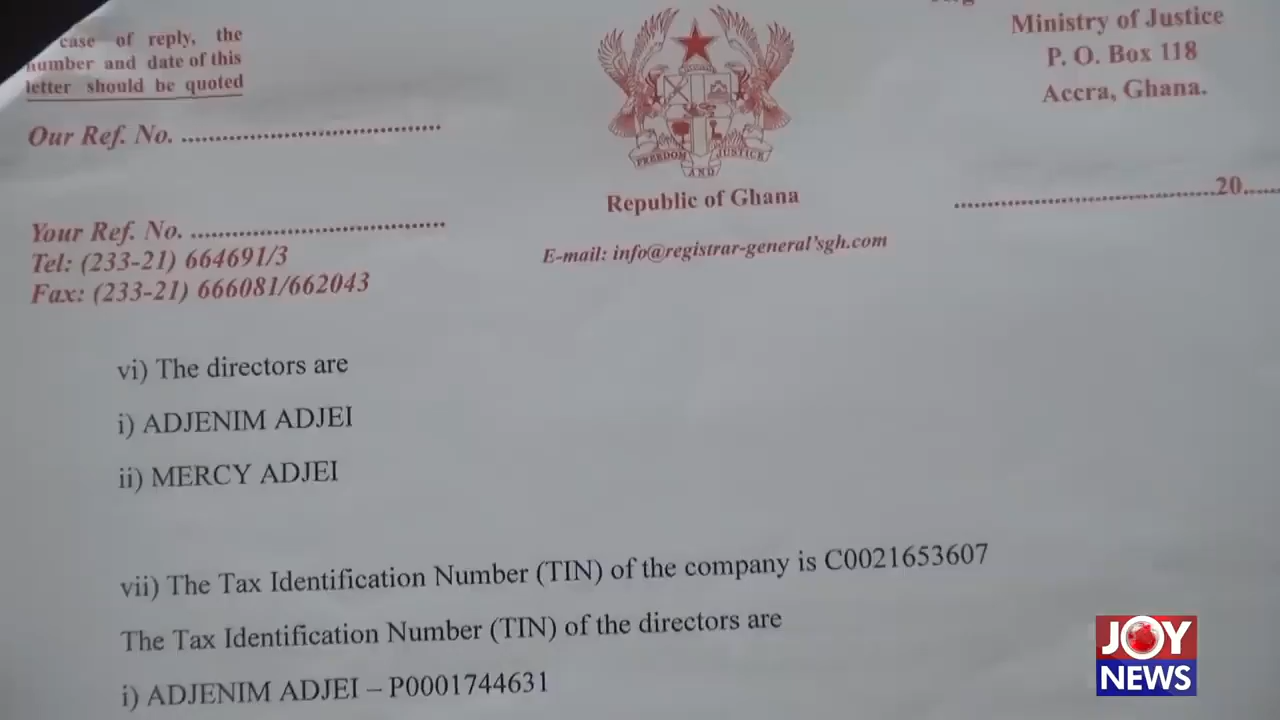 case of reply, the
number and date of this
letter should be quoted
Our Ref. No. ........................................
Your Ref. No. ........................................
Tel: (233-21) 664691/3
Fax: (233-21) 666081/662043
FREEDOM AND JUSTICE
Republic of Ghana
E-mail: info@registrar-general'sgh.com
Ministry of Justice
P. O. Box 118
Accra, Ghana.
........................................20......
vi) The directors are
i) ADJENIM ADJEI
ii) MERCY ADJEI
vii) The Tax Identification Number (TIN) of the company is C0021653607
The Tax Identification Number (TIN) of the directors are
i) ADJENIM ADJEI – P0001744631
JOY
NEWS